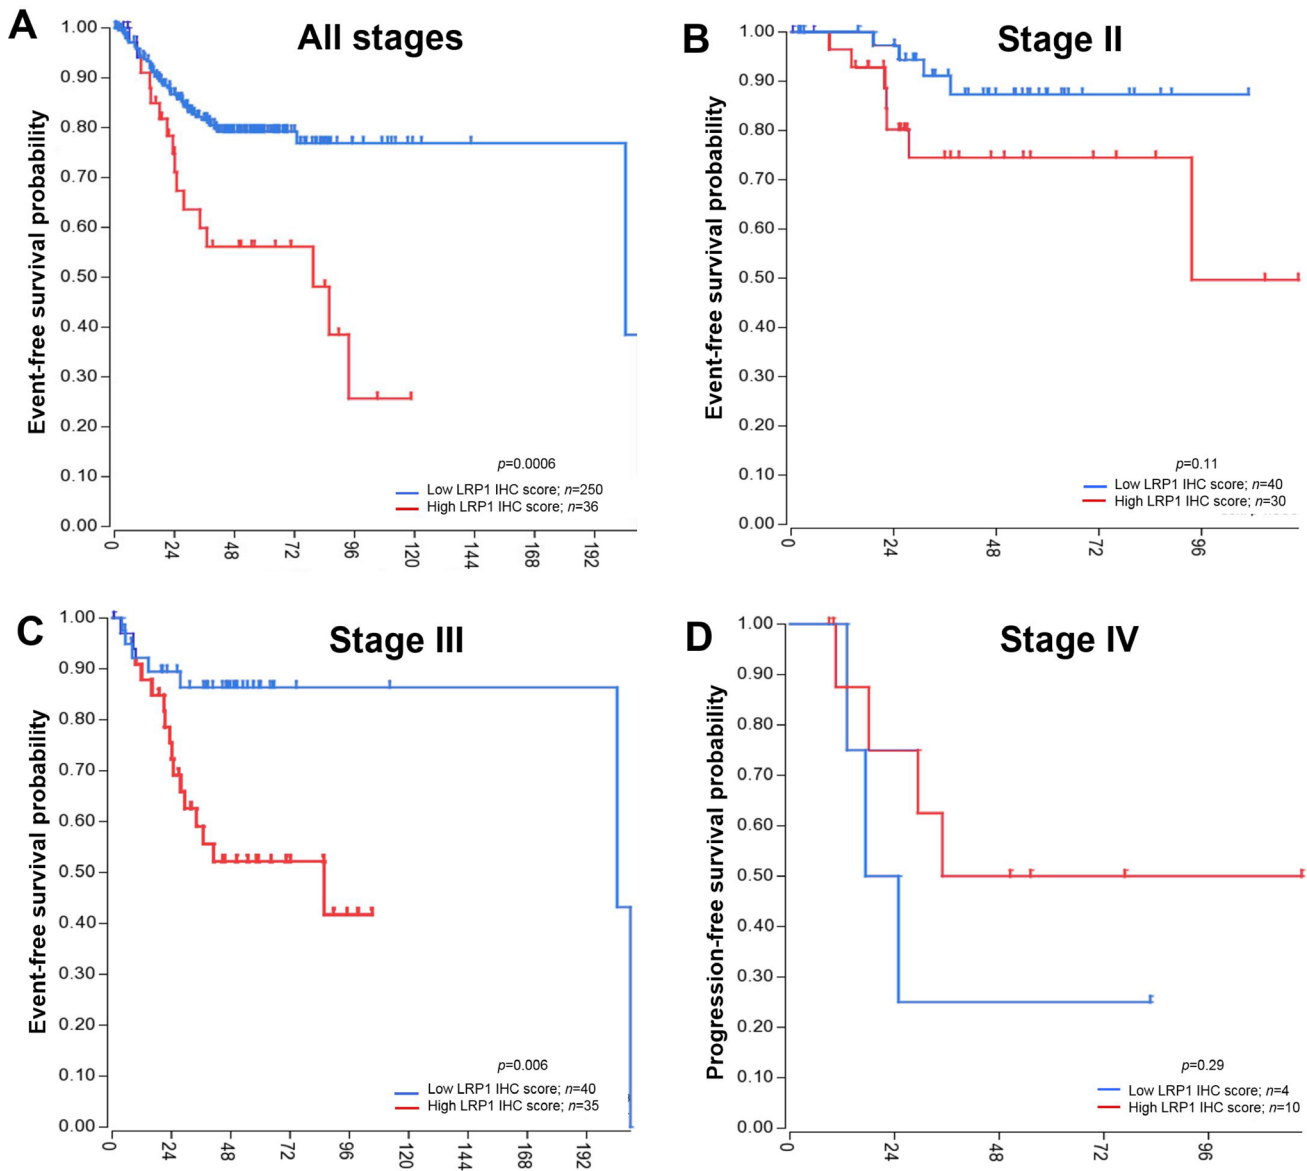 A
All stages
Event-free survival probability
1.00
0.90
0.80
0.70
0.60
0.50
0.40
0.30
0.20
0.10
0.00
p=0.0006
Low LRP1 IHC score; n=250
High LRP1 IHC score; n=36
0 24 48 72 96 120 144 168 192
B
Stage II
Event-free survival probability
1.00
0.90
0.80
0.70
0.60
0.50
0.40
0.30
0.20
0.10
0.00
p=0.11
Low LRP1 IHC score; n=40
High LRP1 IHC score; n=30
0 24 48 72 96
C
Stage III
Event-free survival probability
1.00
0.90
0.80
0.70
0.60
0.50
0.40
0.30
0.20
0.10
0.00
p=0.006
Low LRP1 IHC score; n=40
High LRP1 IHC score; n=35
0 24 48 72 96 120 144 168 192
D
Stage IV
Progression-free survival probability
1.00
0.90
0.80
0.70
0.60
0.50
0.40
0.30
0.20
0.10
0.00
p=0.29
Low LRP1 IHC score; n=4
High LRP1 IHC score; n=10
0 24 48 72 96